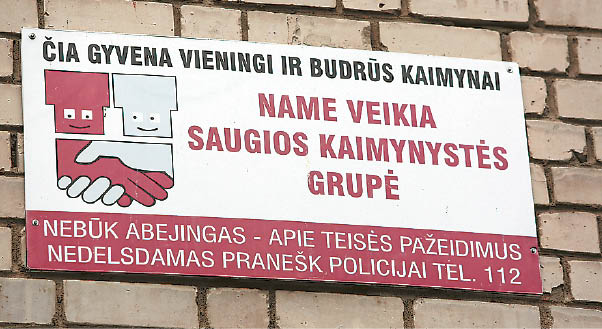 ČIA GYVENA VIENINGI IR BUDRŪS KAIMYNAI
NAME VEIKIA
SAUGIOS KAIMYNYSTĖS
GRUPĖ
NEBŪK ABEJINGAS - APIE TEISĖS PAŽEIDIMUS
NEDELSDAMAS PRANEŠK POLICIJAI TEL. 112